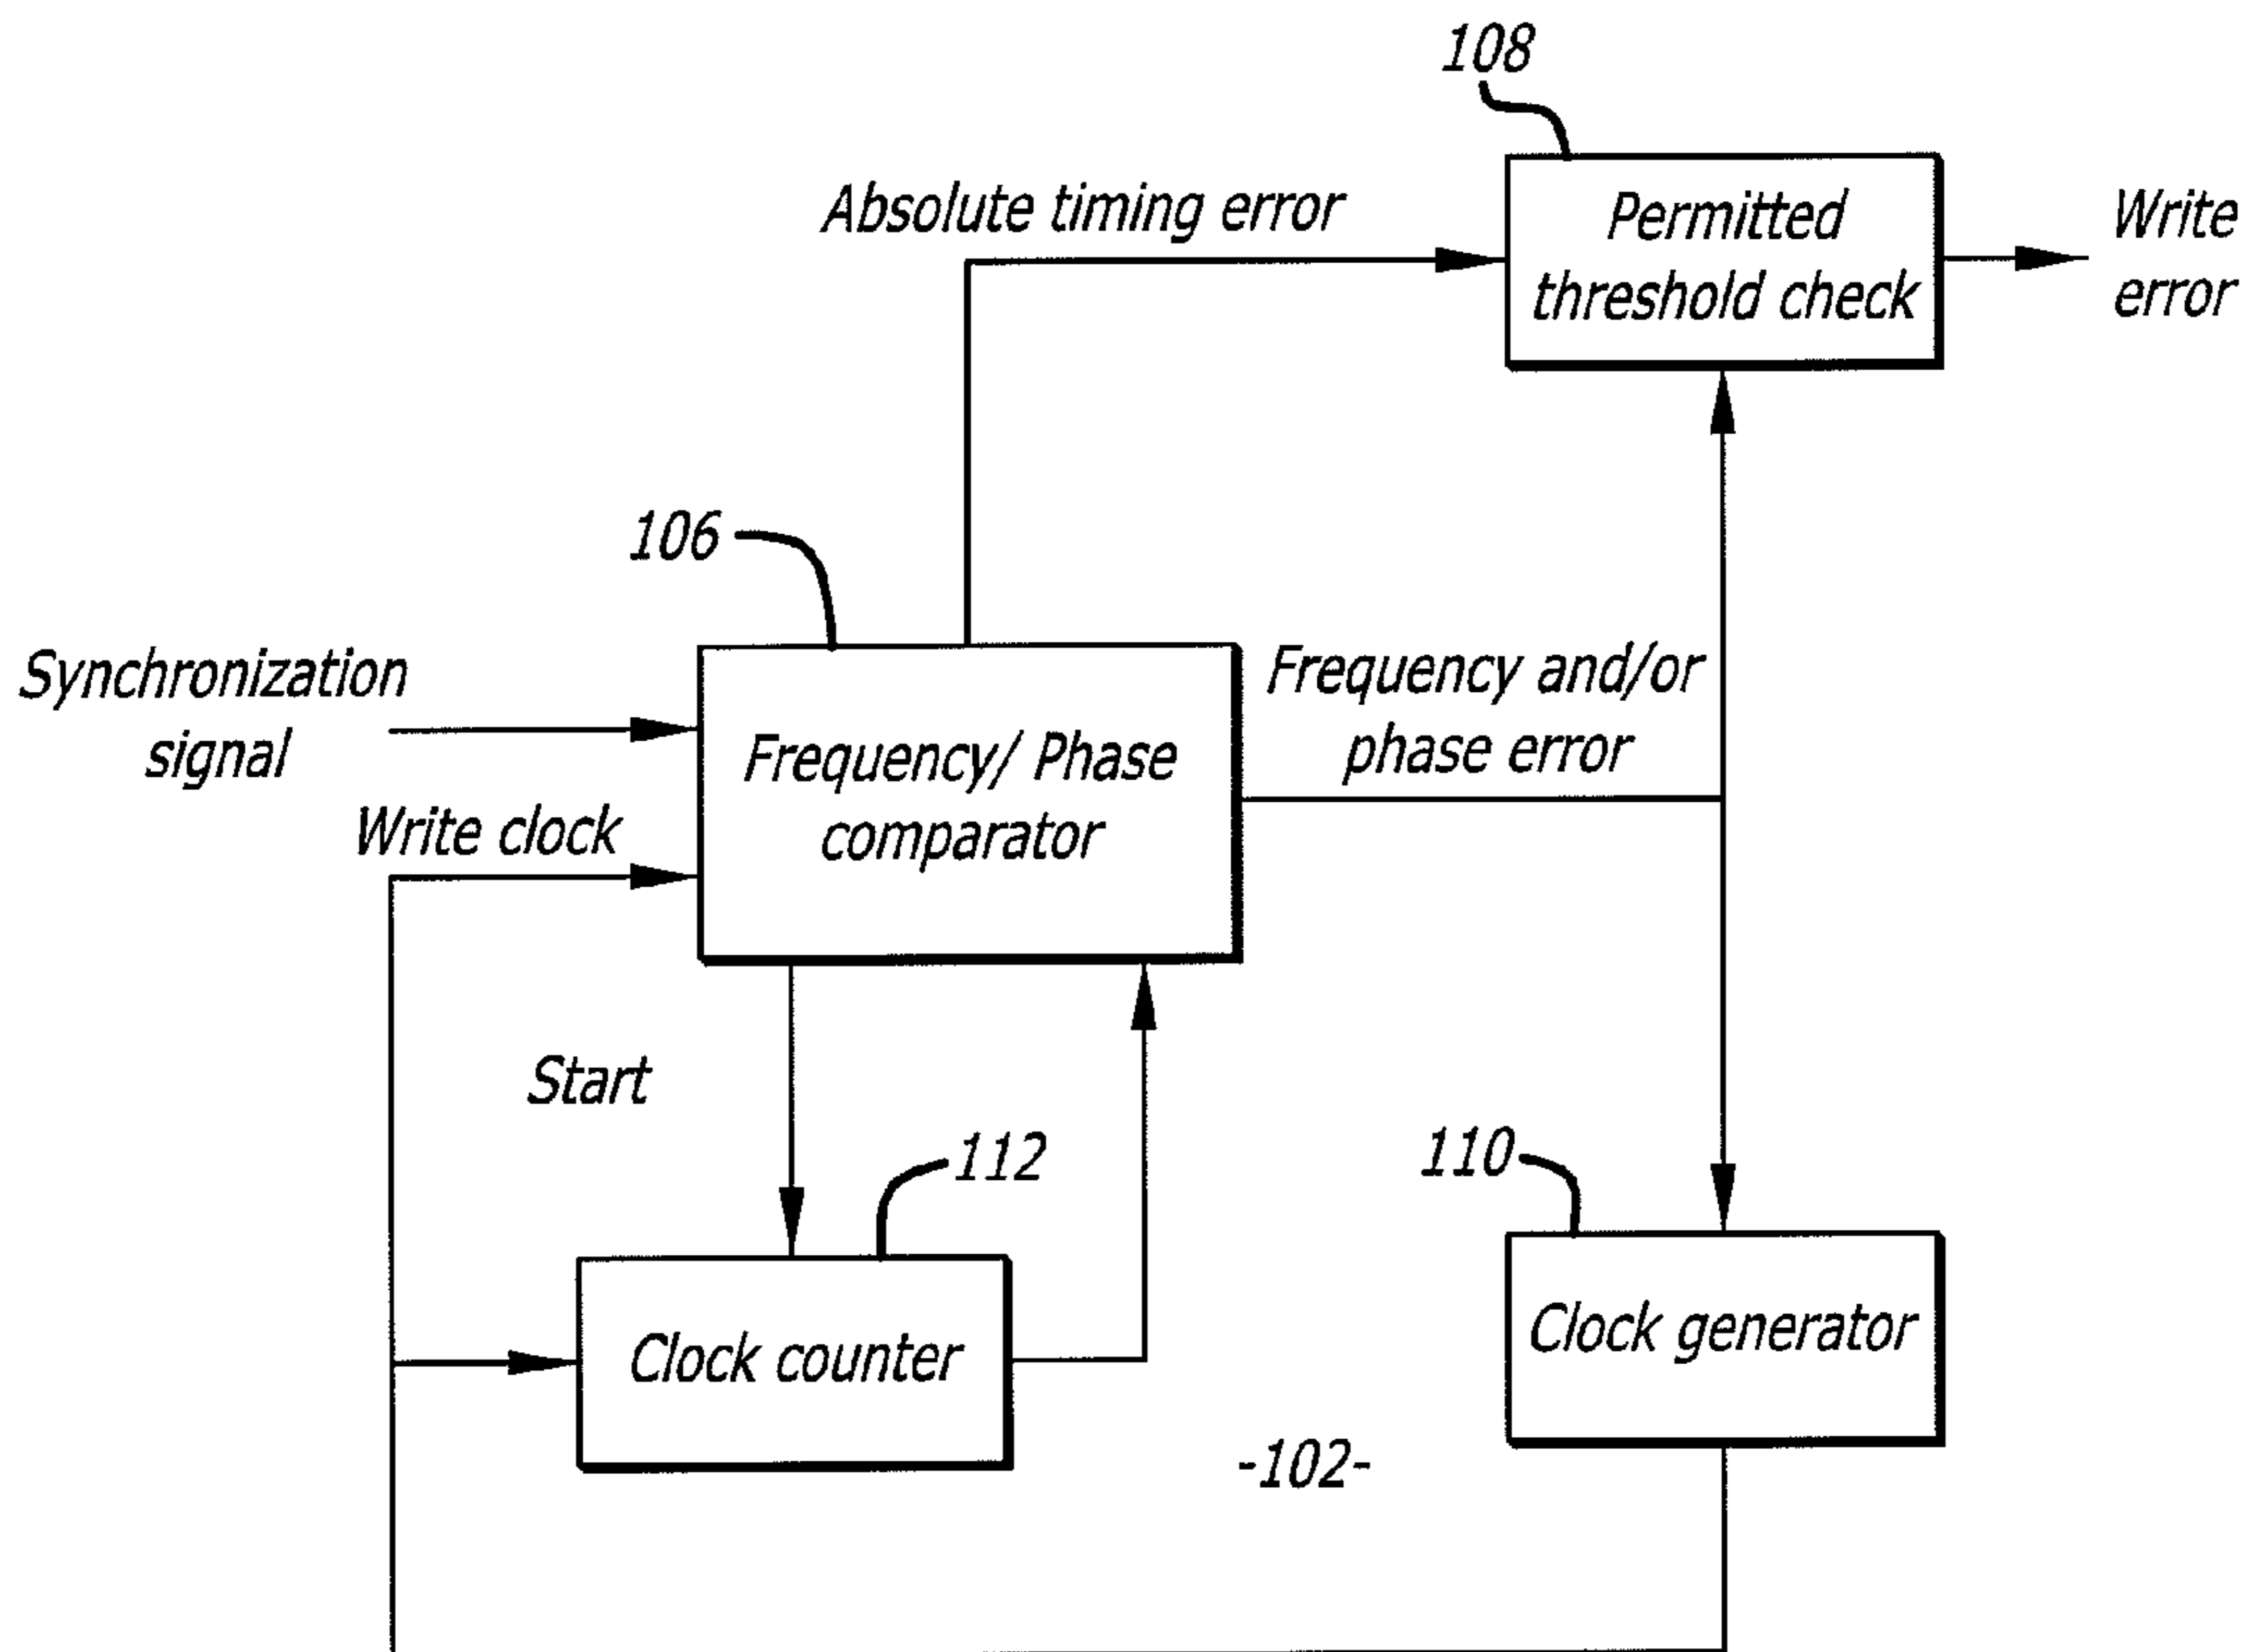 108
Absolute timing error
Permitted
threshold check
Write
error
106
Synchronization
signal
Frequency/ Phase
comparator
Frequency and/or
phase error
Write clock
Start
112
110
Clock counter
Clock generator
-102-